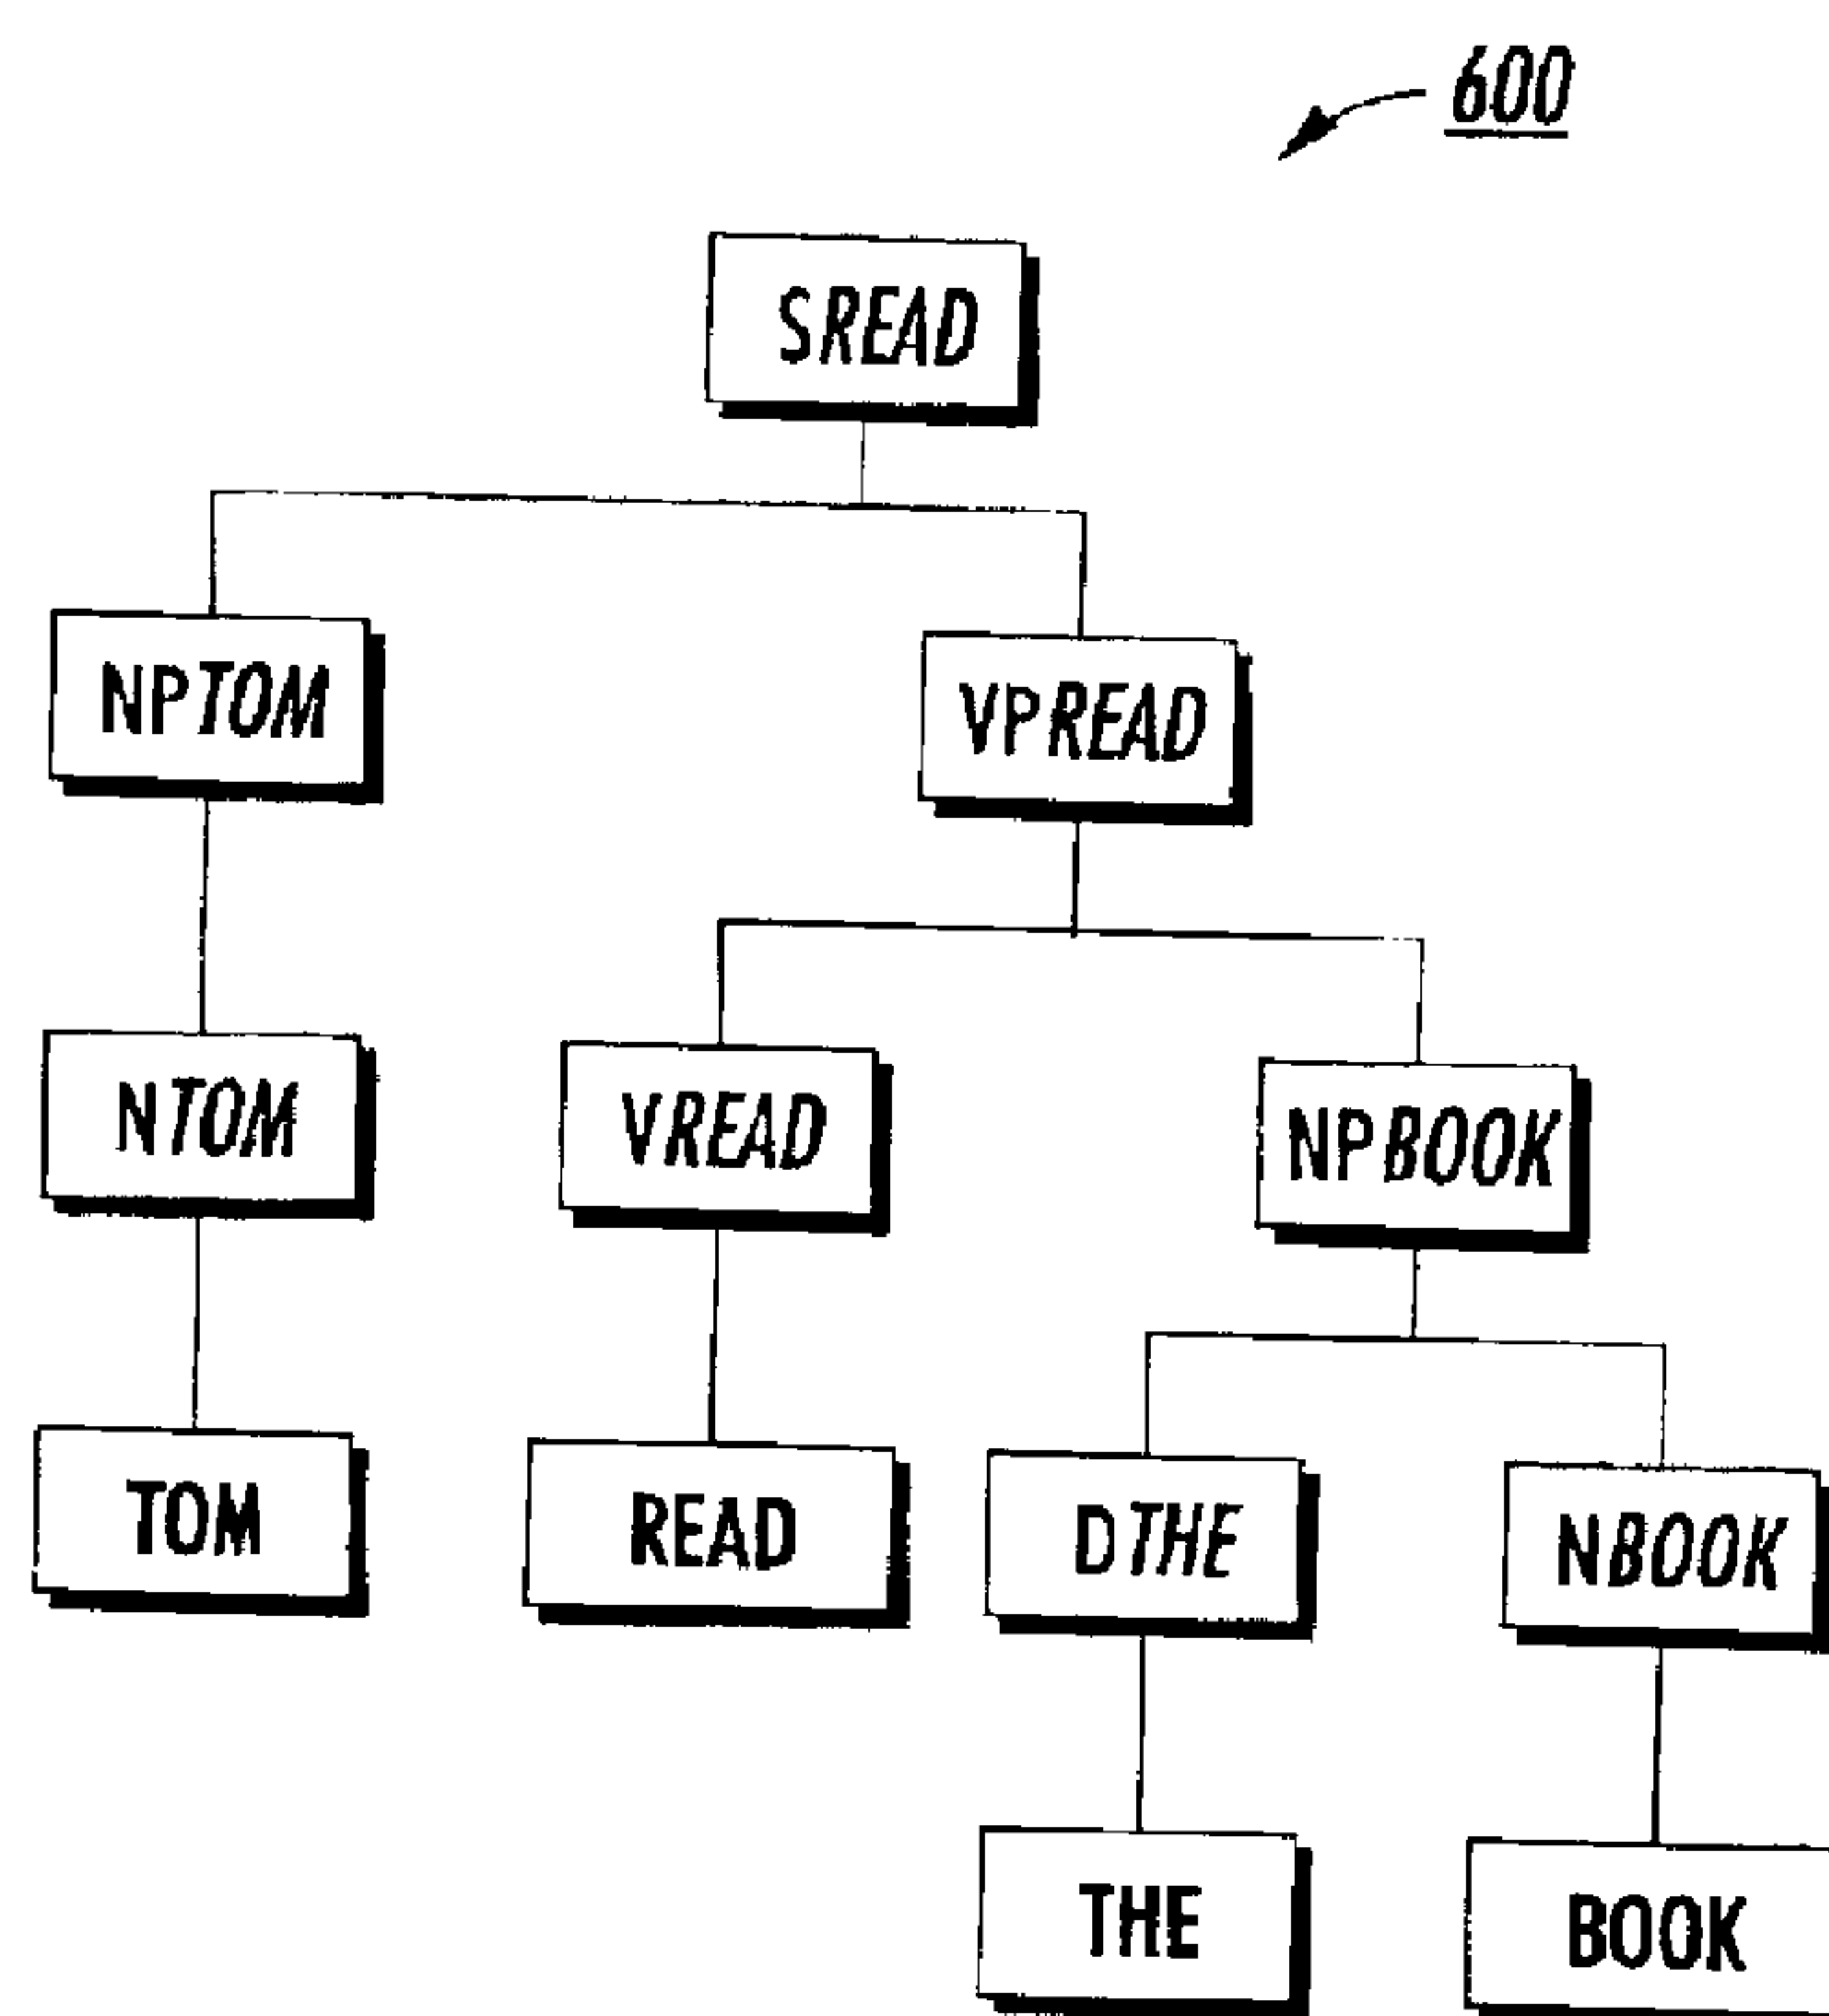 600
SREAD
NPTOM
VPREAD
NTOM
VREAD
NPBOOK
TOM
READ
DTHE
NBOOK
THE
BOOK